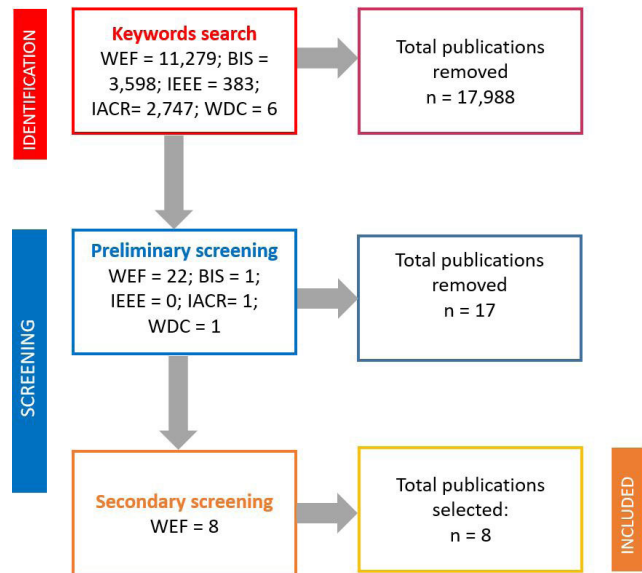 IDENTIFICATION
Keywords search
WEF = 11,279; BIS =
3,598; IEEE = 383;
IACR= 2,747; WDC = 6
Total publications
removed
n = 17,988
SCREENING
Preliminary screening
WEF = 22; BIS = 1;
IEEE = 0; IACR= 1;
WDC = 1
Total publications
removed
n = 17
Secondary screening
WEF = 8
Total publications
selected:
n = 8
INCLUDED